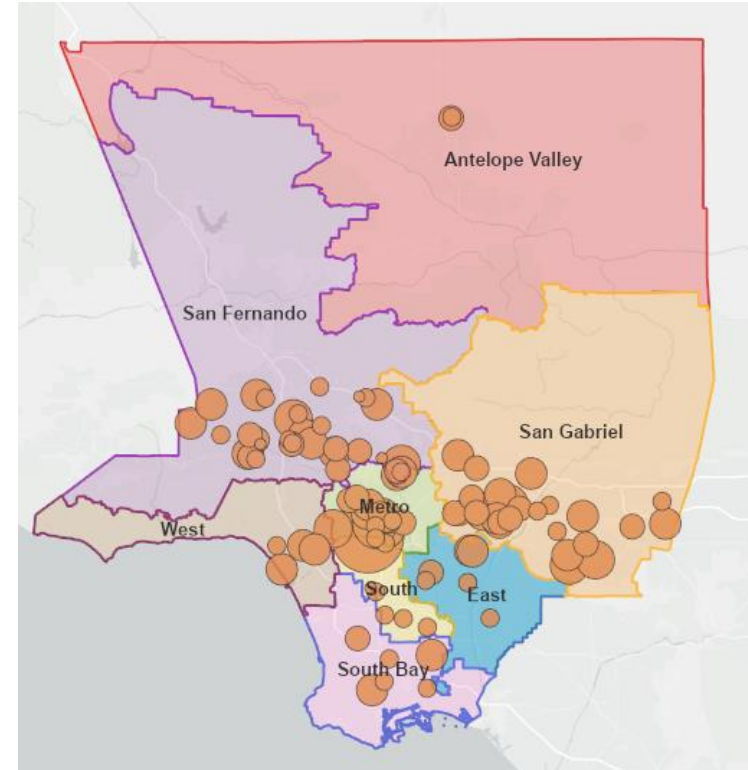 Antelope Valley
San Fernando
San Gabriel
Metro
West
South
East
South Bay